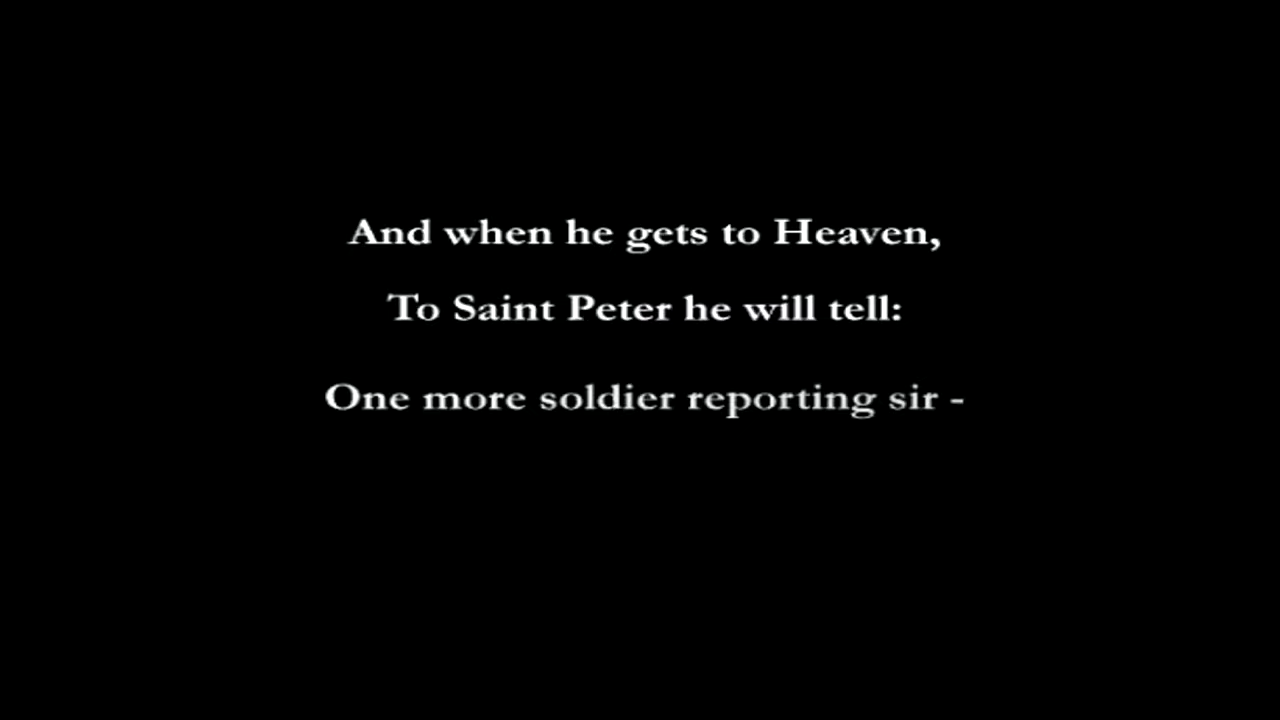 And when he gets to Heaven,
To Saint Peter he will tell:
One more soldier reporting sir -